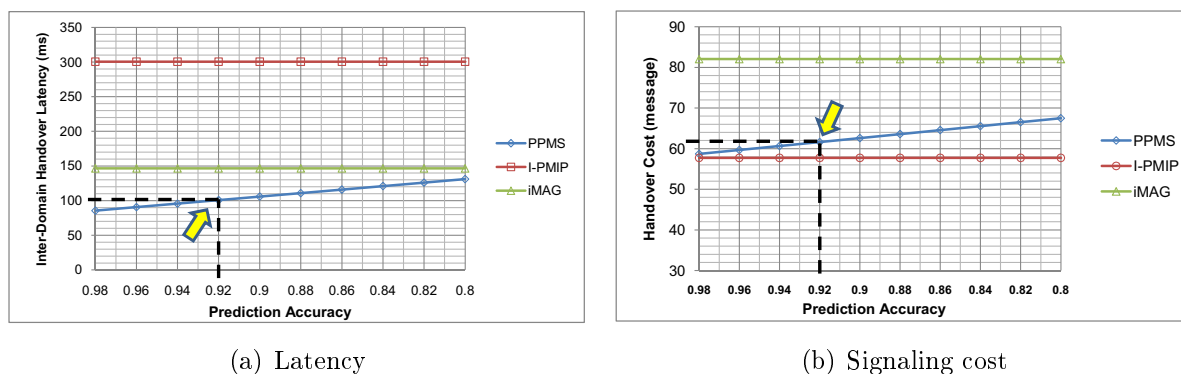 350
300
250
200
150
100
50
0
Inter-Domain Handover Latency (ms)
0.98 0.96 0.94 0.92 0.9 0.88 0.86 0.84 0.82 0.8
Prediction Accuracy
PPMS
I-PMIP
iMAG
(a) Latency
90
80
70
60
50
40
30
Handover Cost (message)
0.98 0.96 0.94 0.92 0.9 0.88 0.86 0.84 0.82 0.8
Prediction Accuracy
PPMS
I-PMIP
iMAG
(b) Signaling cost